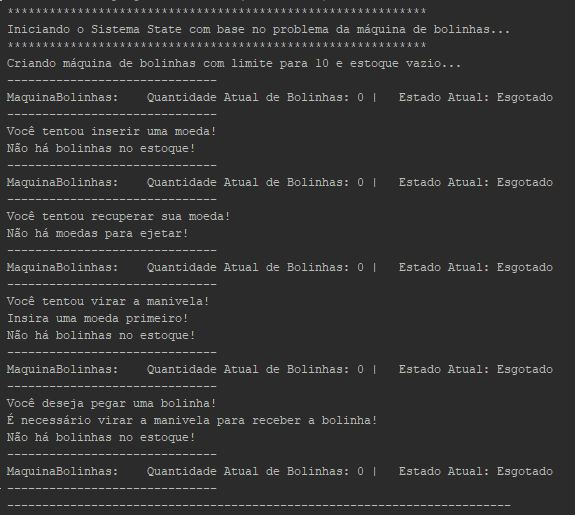 ************************************************************
Iniciando o Sistema State com base no problema da máquina de bolinhas...
************************************************************
Criando máquina de bolinhas com limite para 10 e estoque vazio...
------------------------------
MaquinaBolinhas:    Quantidade Atual de Bolinhas: 0 |   Estado Atual: Esgotado
------------------------------
Você tentou inserir uma moeda!
Não há bolinhas no estoque!
------------------------------
MaquinaBolinhas:    Quantidade Atual de Bolinhas: 0 |   Estado Atual: Esgotado
------------------------------
Você tentou recuperar sua moeda!
Não há moedas para ejetar!
------------------------------
MaquinaBolinhas:    Quantidade Atual de Bolinhas: 0 |   Estado Atual: Esgotado
------------------------------
Você tentou virar a manivela!
Insira uma moeda primeiro!
Não há bolinhas no estoque!
------------------------------
MaquinaBolinhas:    Quantidade Atual de Bolinhas: 0 |   Estado Atual: Esgotado
------------------------------
Você deseja pegar uma bolinha!
É necessário virar a manivela para receber a bolinha!
Não há bolinhas no estoque!
------------------------------
MaquinaBolinhas:    Quantidade Atual de Bolinhas: 0 |   Estado Atual: Esgotado
------------------------------
------------------------------------------------------------------------